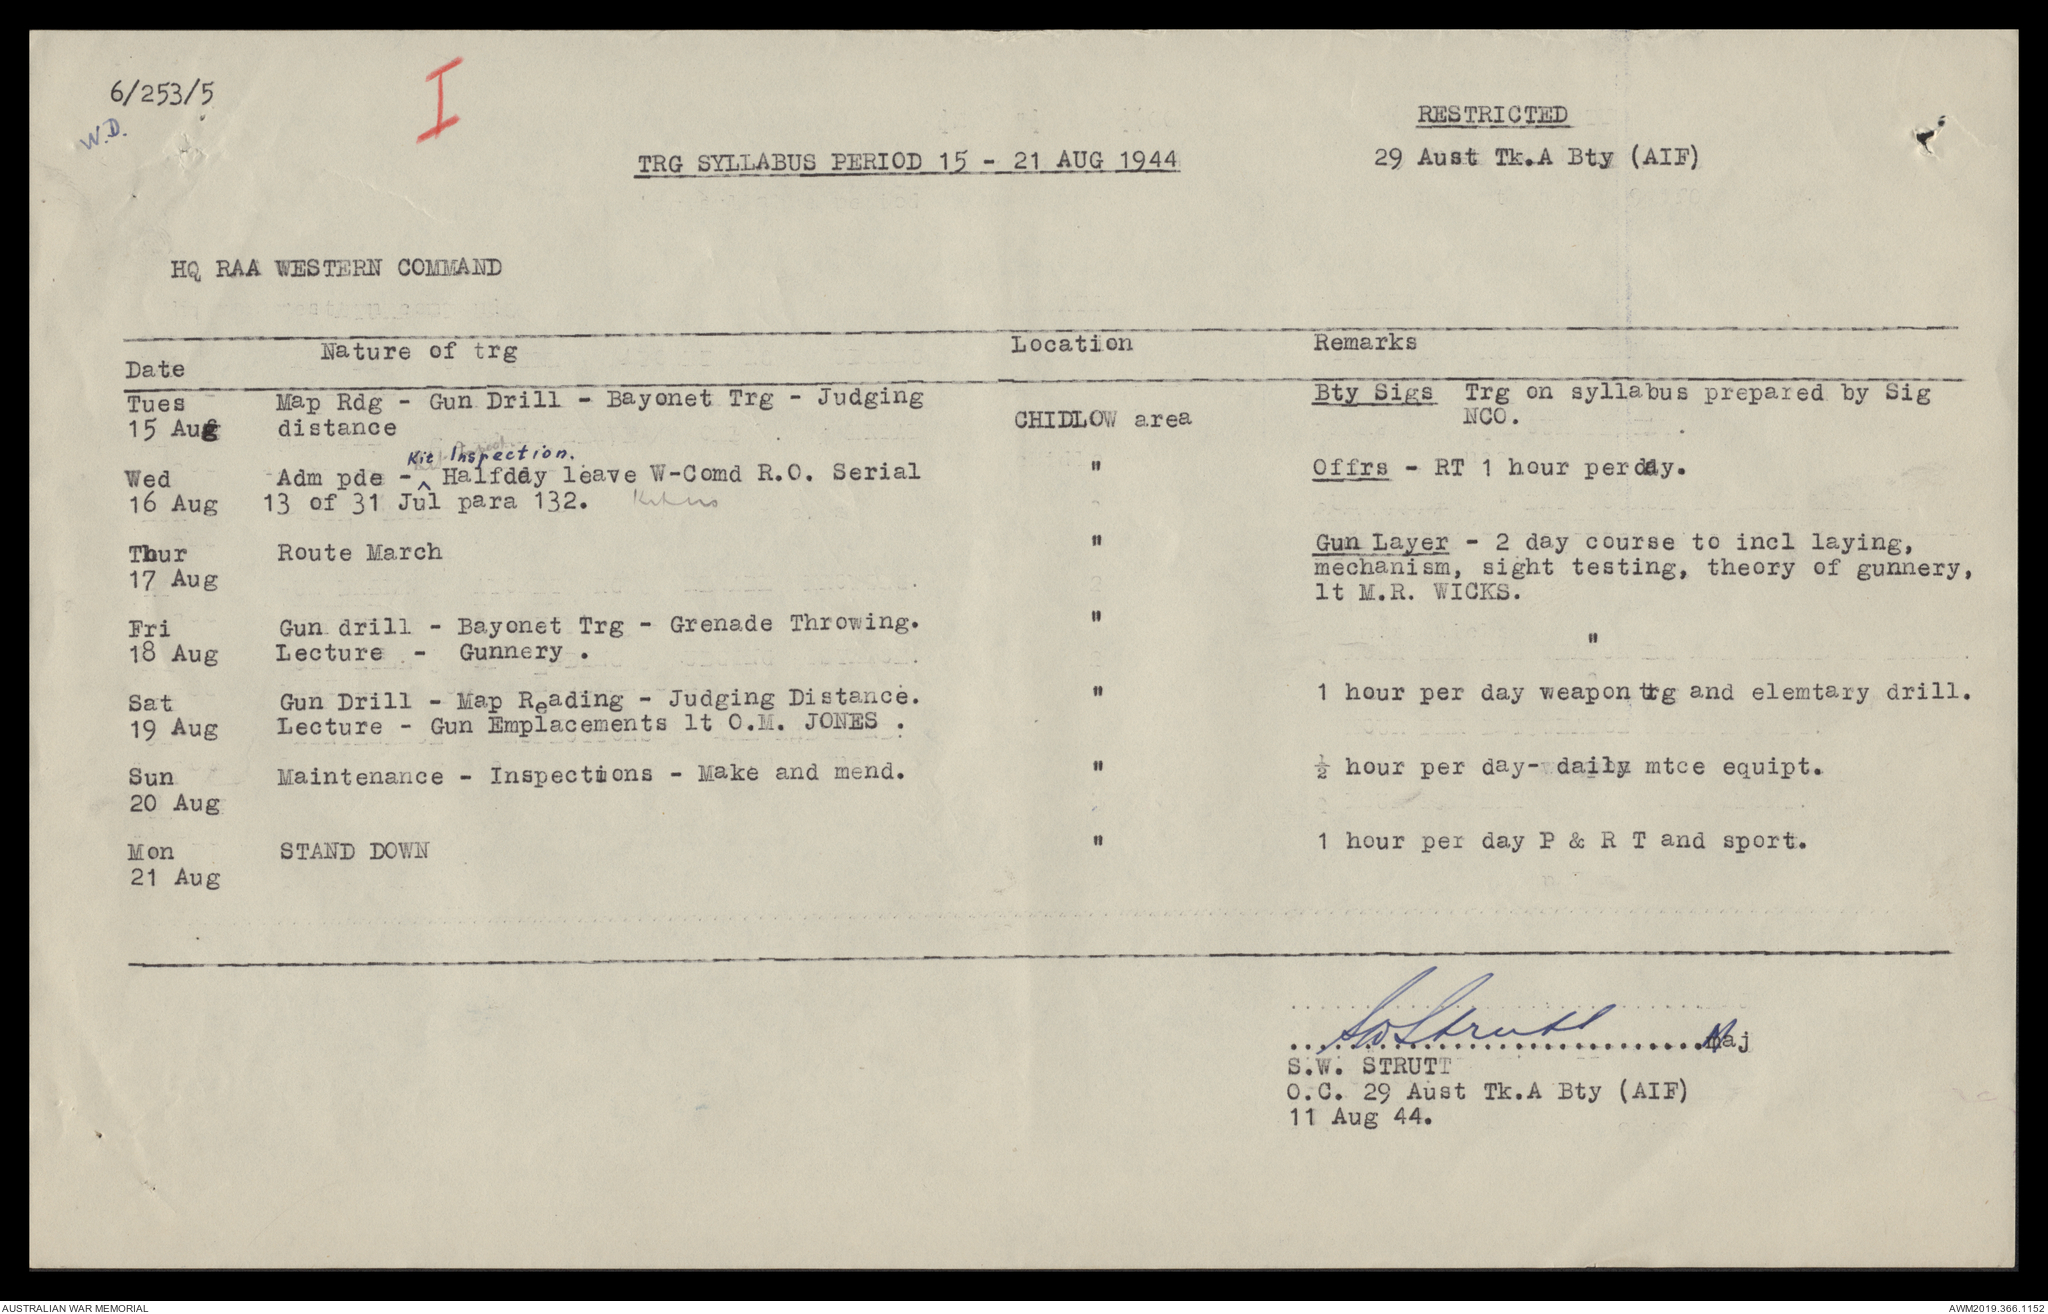 6/253/5
W.D.
I
RESTRICTED
TRG SYLLABUS PERIOD 15 - 21 AUG 1944
29 Aust Tk.A Bty (AIF)
HQ RAA WESTERN COMMAND
Date Nature of trg Location Remarks
Tues Map Rdg - Gun Drill - Bayonet Trg - Judging CHIDLOW area Bty Sigs Trg on syllabus prepared by Sig
15 Aug distance NCO.
Kit Inspection.
Wed Adm pde - ^ Halfday leave W-Comd R.O. Serial " Offrs - RT 1 hour perday.
16 Aug 13 of 31 Jul para 132.
Thur Route March " Gun Layer - 2 day course to incl laying,
17 Aug mechanism, sight testing, theory of gunnery,
lt M.R. WICKS.
Fri Gun drill - Bayonet Trg - Grenade Throwing. " "
18 Aug Lecture - Gunnery .
Sat Gun Drill - Map Reading - Judging Distance. " 1 hour per day weapon trg and elemtary drill.
19 Aug Lecture - Gun Emplacements lt O.M. JONES .
Sun Maintenance - Inspections - Make and mend. " ½ hour per day- daily mtce equipt.
20 Aug
Mon STAND DOWN " 1 hour per day P & R T and sport.
21 Aug
SWStrutt Maj
S.W. STRUTT
O.C. 29 Aust Tk.A Bty (AIF)
11 Aug 44.
AUSTRALIAN WAR MEMORIAL
AWM2019.366.1152